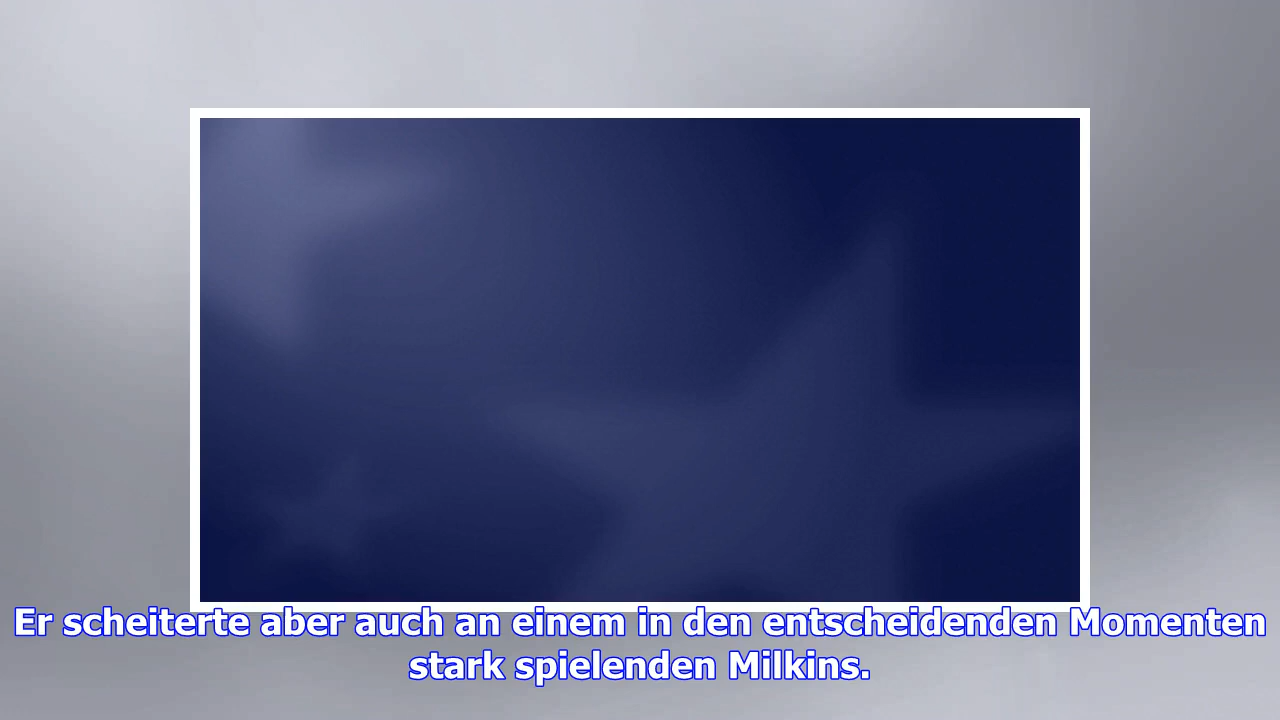 Er scheiterte aber auch an einem in den entscheidenden Momenten
stark spielenden Milkins.